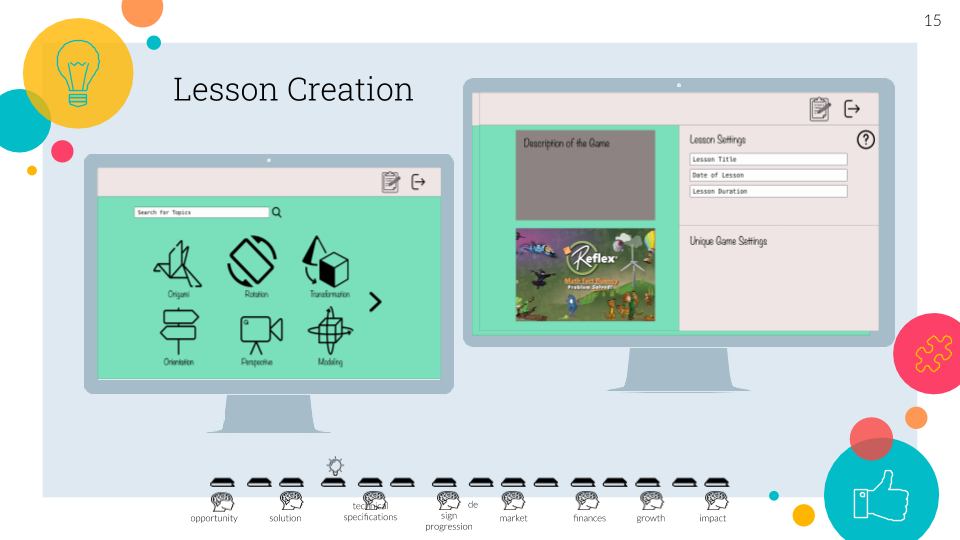 15
Lesson Creation
Search for Topics
Origami
Rotation
Transformation
Orientation
Perspective
Modeling
Description of the Game
Reflex
Math Fact Fluency
Problem Solved!
Lesson Settings
?
Lesson Title
Date of Lesson
Lesson Duration
Unique Game Settings
opportunity
solution
technical
specifications
de
sign
progression
market
finances
growth
impact